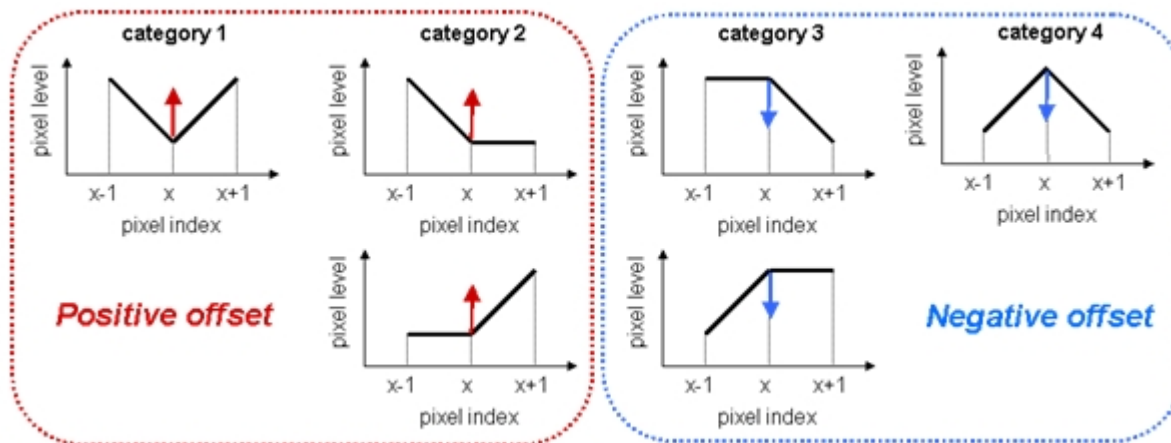 category 1
category 2
category 3
category 4
pixel level
x-1 x x+1
pixel index
pixel level
x-1 x x+1
pixel index
pixel level
x-1 x x+1
pixel index
pixel level
x-1 x x+1
pixel index
Positive offset
pixel level
x-1 x x+1
pixel index
pixel level
x-1 x x+1
pixel index
Negative offset